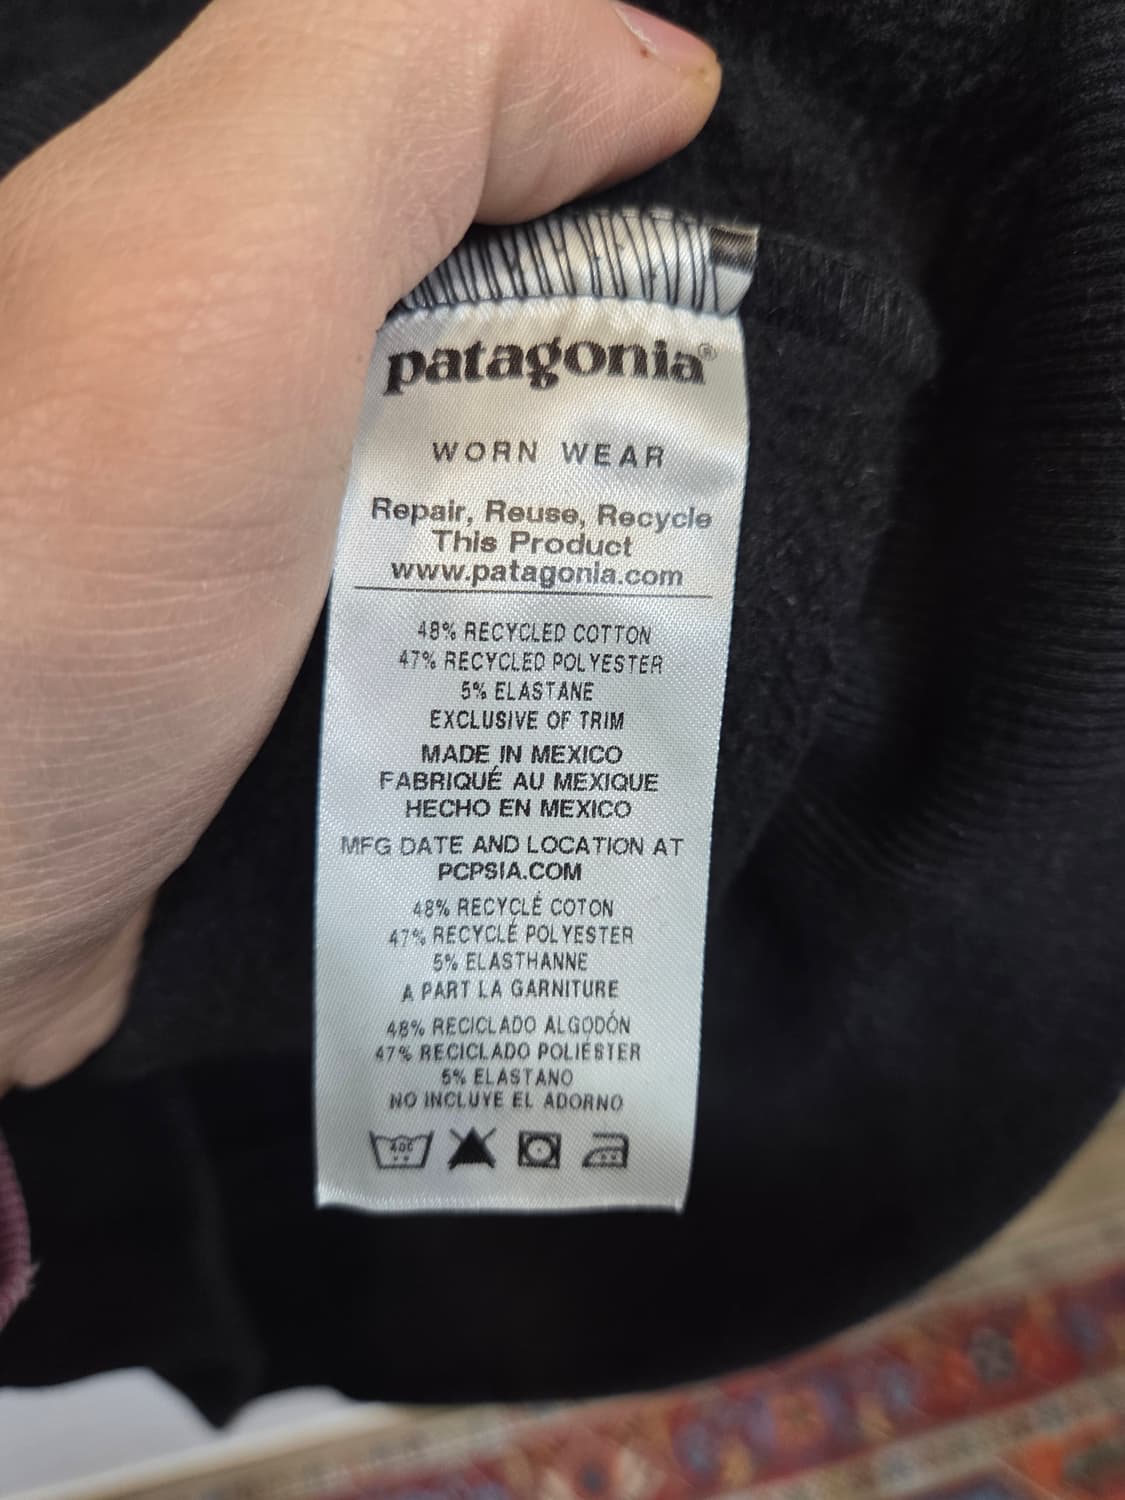 patagonia®
WORN WEAR
Repair, Reuse, Recycle
This Product
www.patagonia.com
48% RECYCLED COTTON
47% RECYCLED POLYESTER
5% ELASTANE
EXCLUSIVE OF TRIM
MADE IN MEXICO
FABRIQUÉ AU MEXIQUE
HECHO EN MEXICO
MFG DATE AND LOCATION AT
PCPSIA.COM
48% RECYCLÉ COTON
47% RECYCLÉ POLYESTER
5% ELASTHANNE
A PART LA GARNITURE
48% RECICLADO ALGODÓN
47% RECICLADO POLIÉSTER
5% ELASTANO
NO INCLUYE EL ADORNO
40C